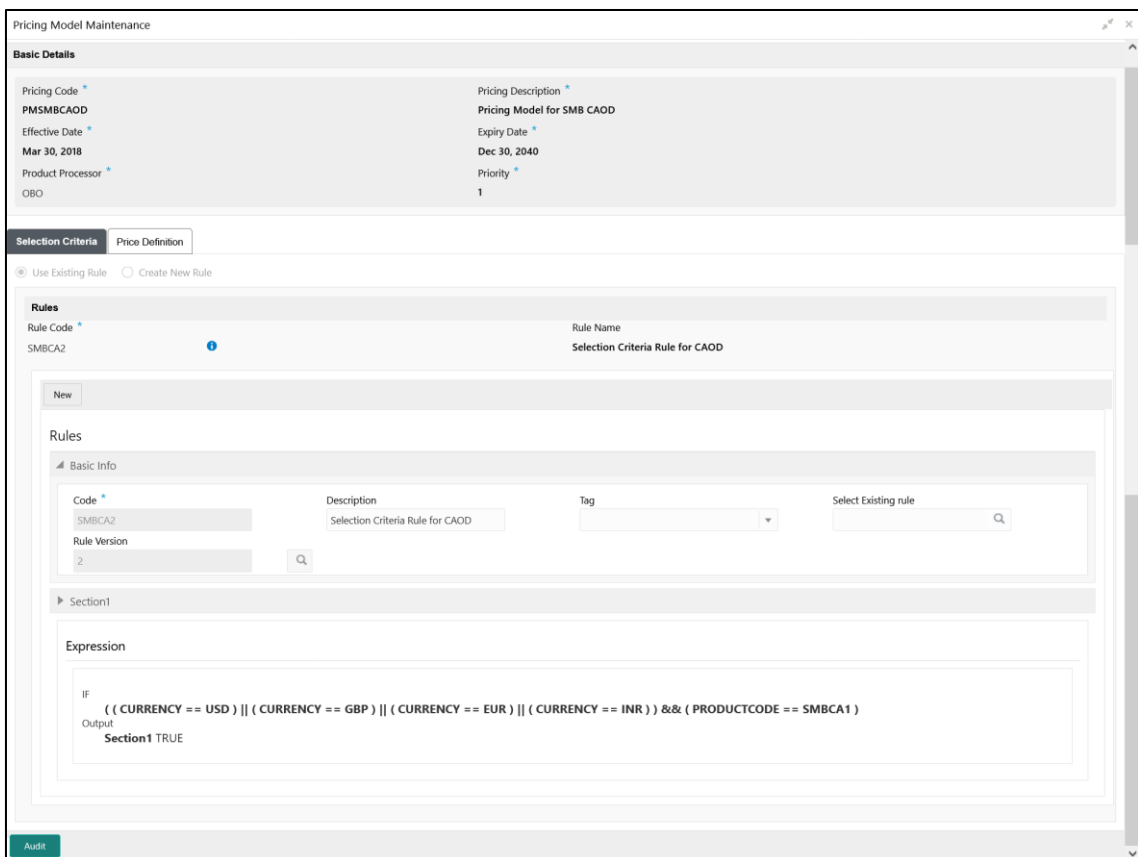 Pricing Model Maintenance
Basic Details
Pricing Code *
Pricing Description *
PMSMBCAOD
Pricing Model for SMB CAOD
Effective Date *
Expiry Date *
Mar 30, 2018
Dec 30, 2040
Product Processor *
Priority *
OBO
1
Selection Criteria
Price Definition
Use Existing Rule
Create New Rule
Rules
Rule Code *
Rule Name
SMBCA2
Selection Criteria Rule for CAOD
New
Rules
Basic Info
Code *
Description
Tag
Select Existing rule
SMBCA2
Selection Criteria Rule for CAOD
Rule Version
2
Section1
Expression
IF
( ( CURRENCY == USD ) || ( CURRENCY == GBP ) || ( CURRENCY == EUR ) || ( CURRENCY == INR ) ) && ( PRODUCTCODE == SMBCA1 )
Output
Section1 TRUE
Audit